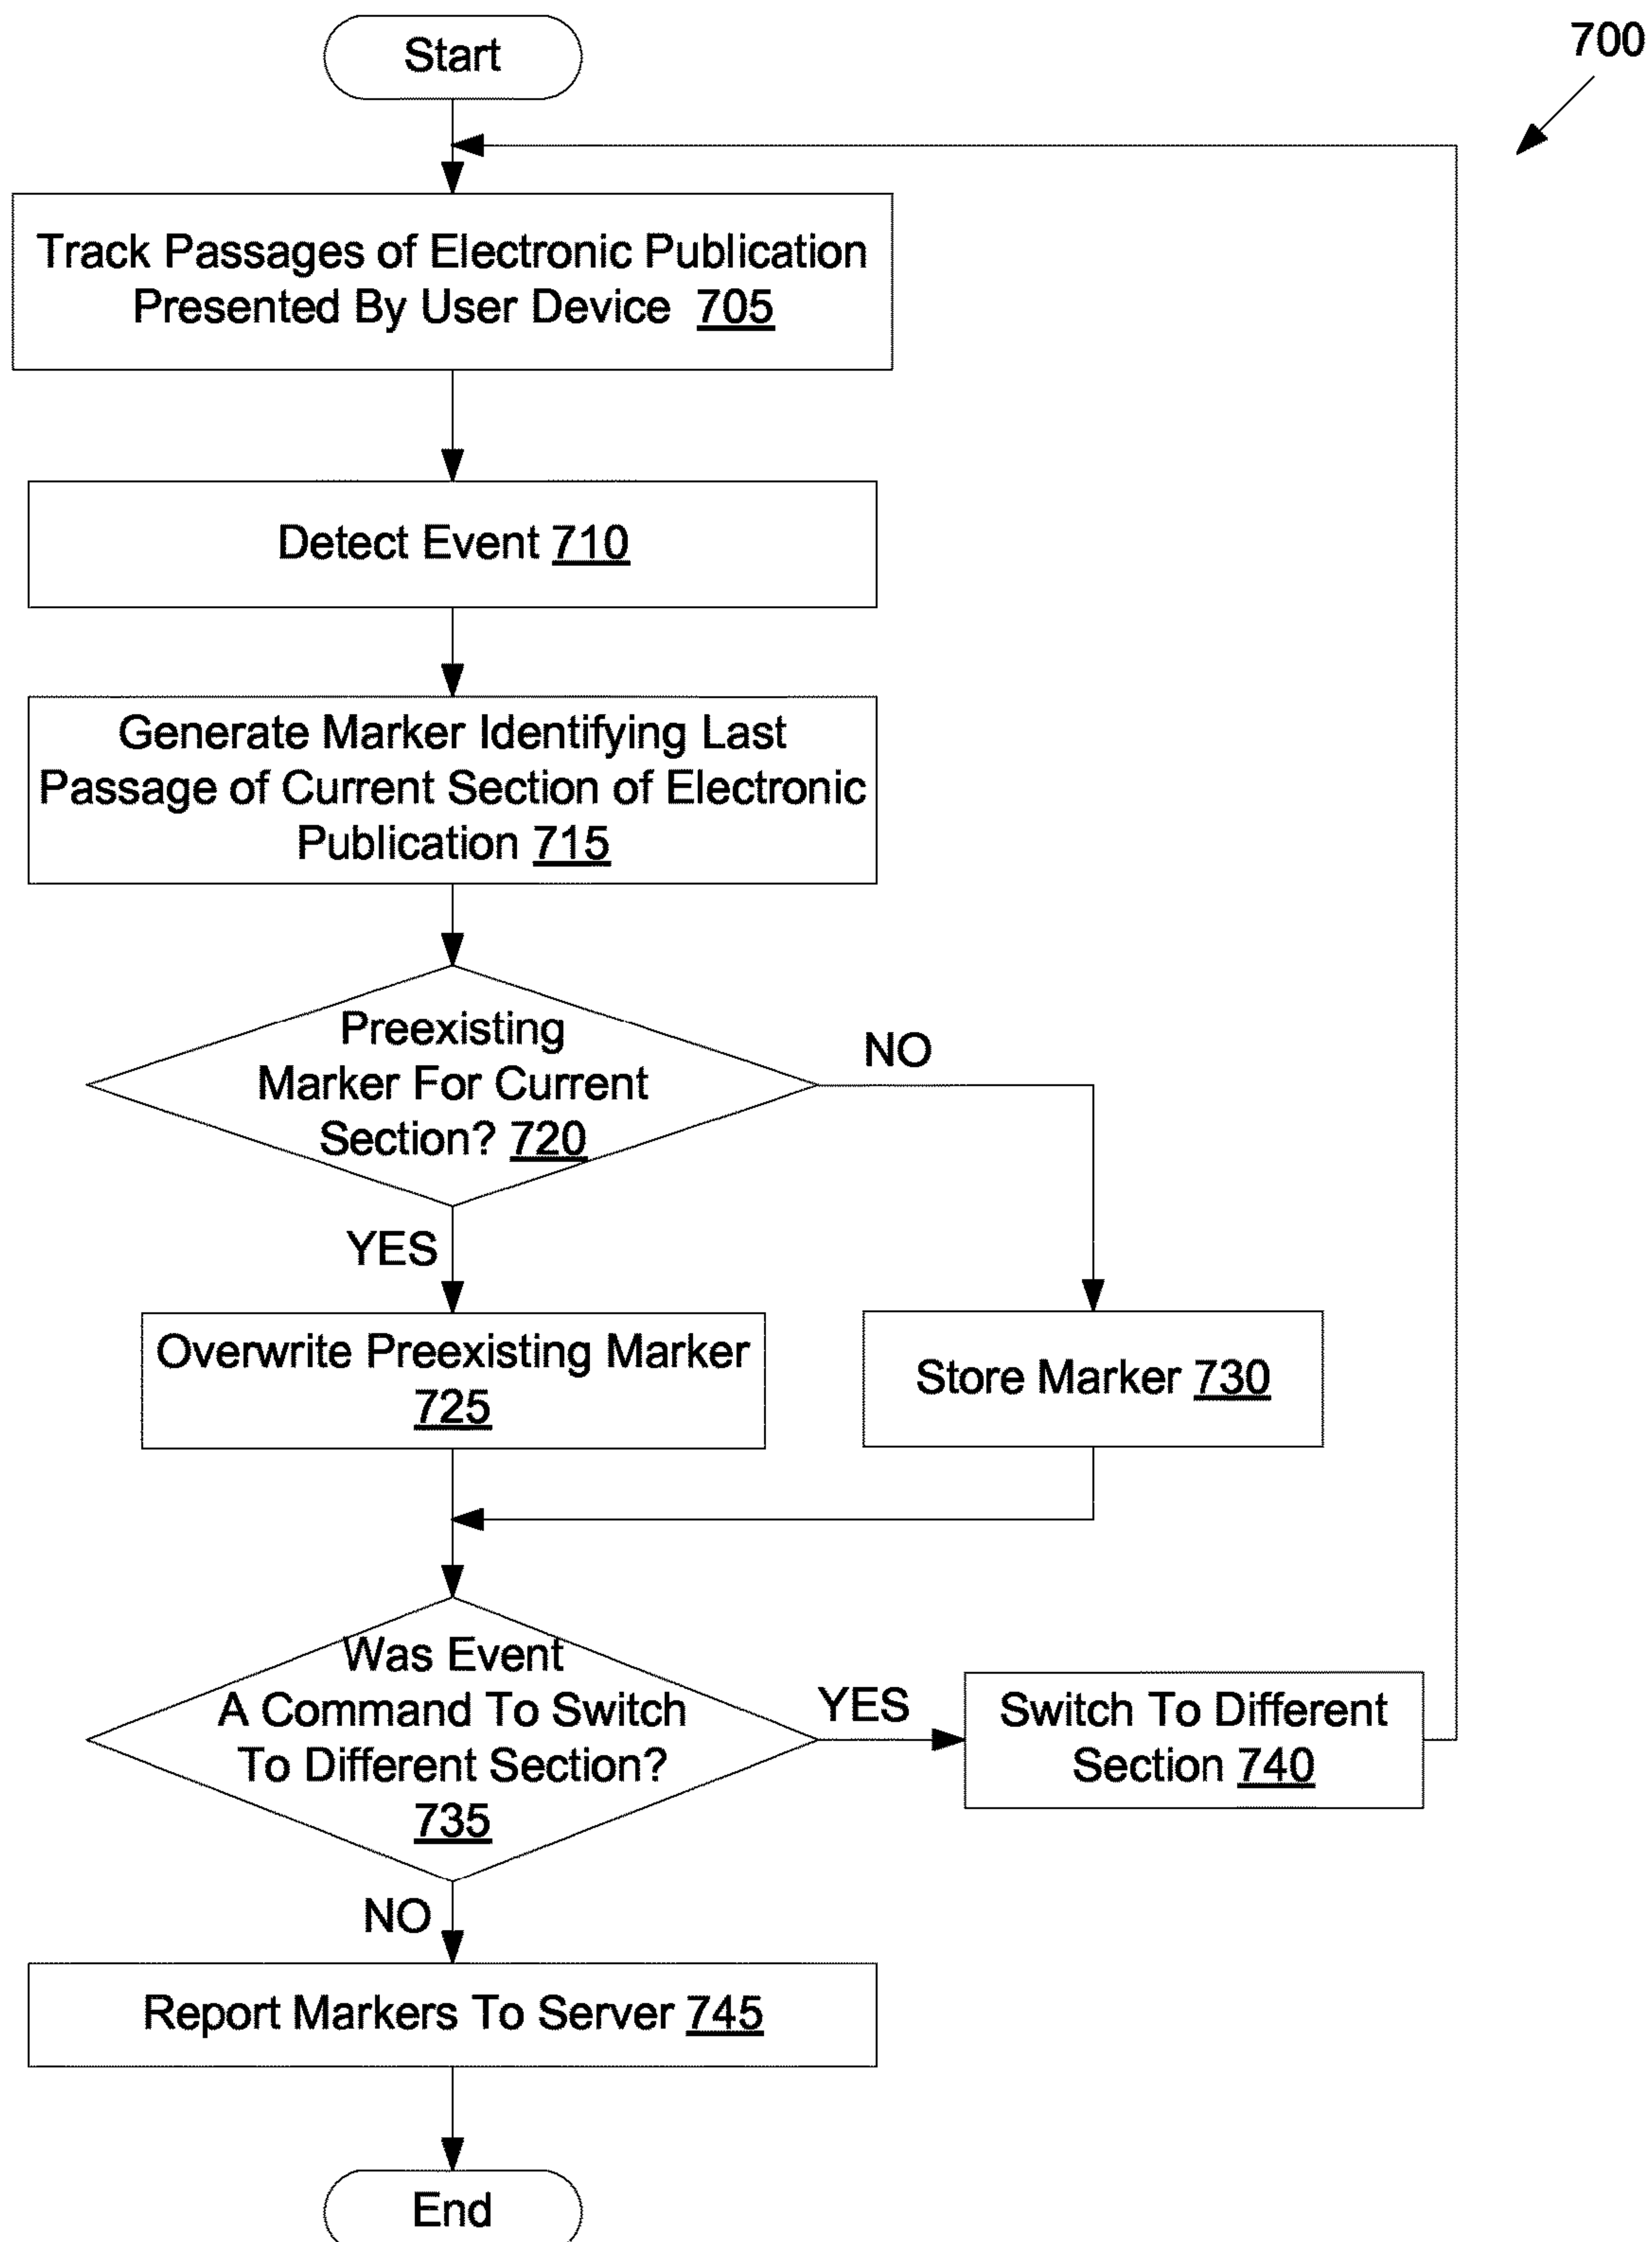 Start
700
Track Passages of Electronic Publication
Presented By User Device 705
Detect Event 710
Generate Marker Identifying Last
Passage of Current Section of Electronic
Publication 715
Preexisting
Marker For Current
Section? 720
NO
YES
Overwrite Preexisting Marker
725
Store Marker 730
Was Event
A Command To Switch
To Different Section?
735
YES
Switch To Different
Section 740
NO
Report Markers To Server 745
End